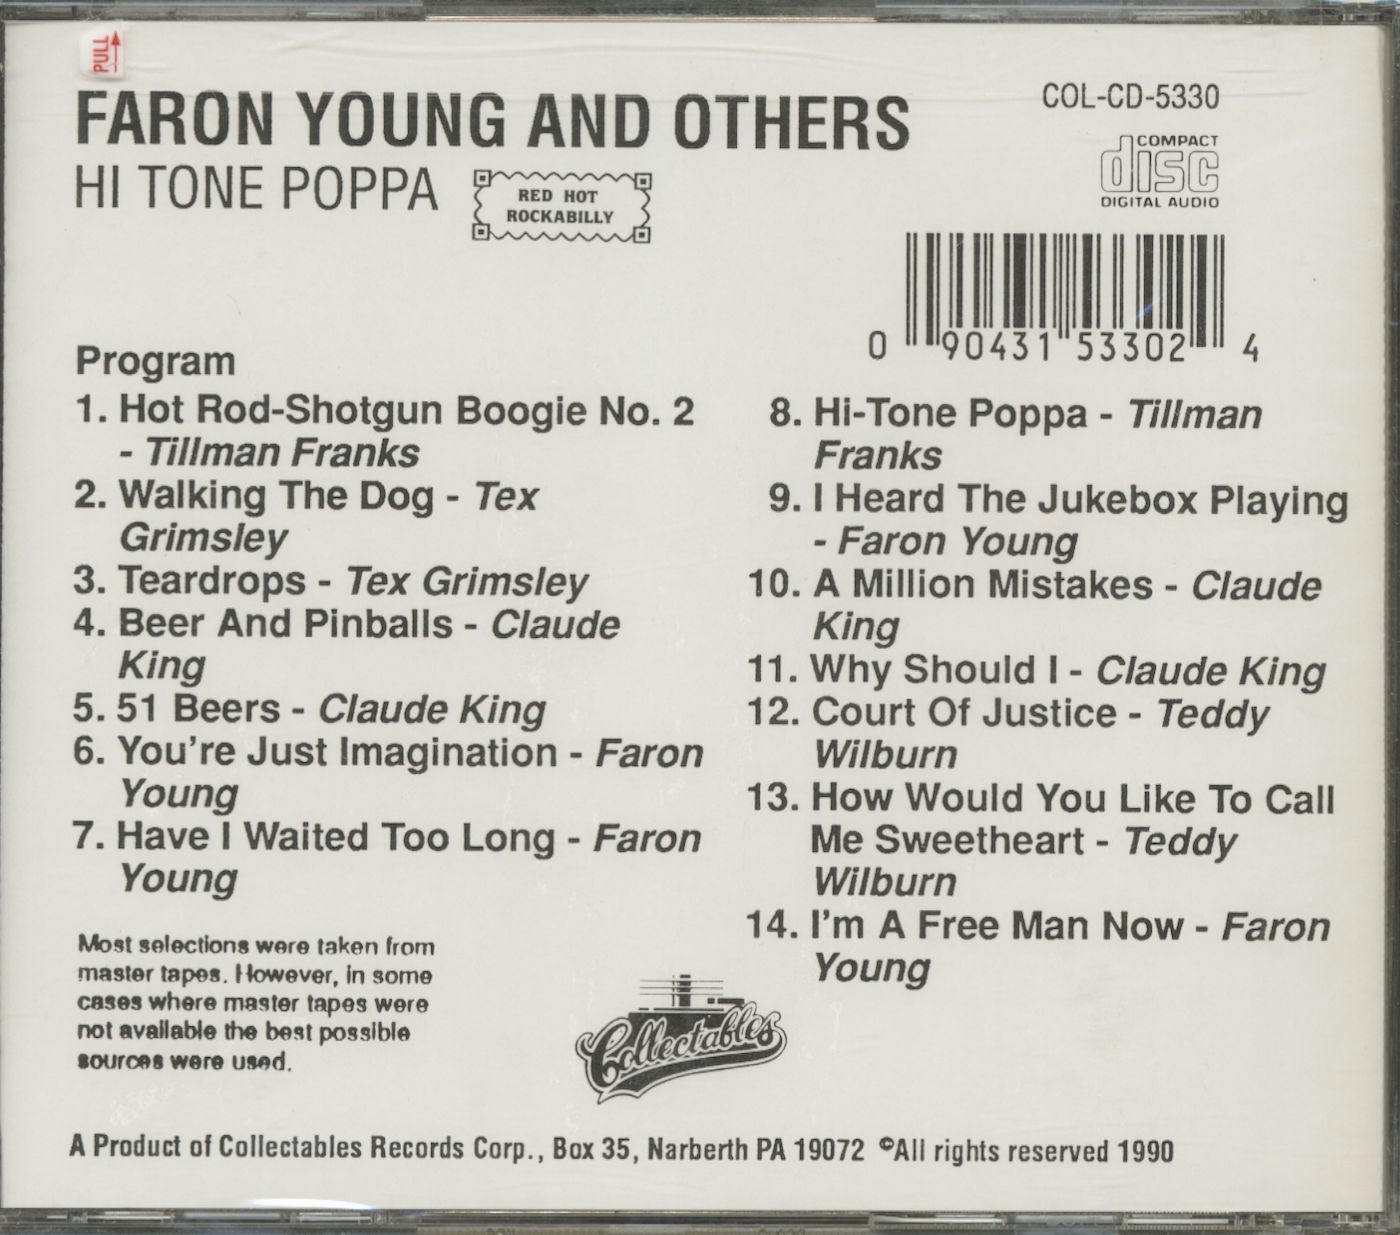 PULL
FARON YOUNG AND OTHERS
HI TONE POPPA
RED HOT
ROCKABILLY
COL-CD-5330
COMPACT
disc
DIGITAL AUDIO
0 90431 53302 4
Program
1. Hot Rod-Shotgun Boogie No. 2
- Tillman Franks
2. Walking The Dog - Tex
Grimsley
3. Teardrops - Tex Grimsley
4. Beer And Pinballs - Claude
King
5. 51 Beers - Claude King
6. You're Just Imagination - Faron
Young
7. Have I Waited Too Long - Faron
Young
8. Hi-Tone Poppa - Tillman
Franks
9. I Heard The Jukebox Playing
- Faron Young
10. A Million Mistakes - Claude
King
11. Why Should I - Claude King
12. Court Of Justice - Teddy
Wilburn
13. How Would You Like To Call
Me Sweetheart - Teddy
Wilburn
14. I'm A Free Man Now - Faron
Young
Most selections were taken from
master tapes. However, in some
cases where master tapes were
not available the best possible
sources were used.
Collectables
A Product of Collectables Records Corp., Box 35, Narberth PA 19072 ©All rights reserved 1990